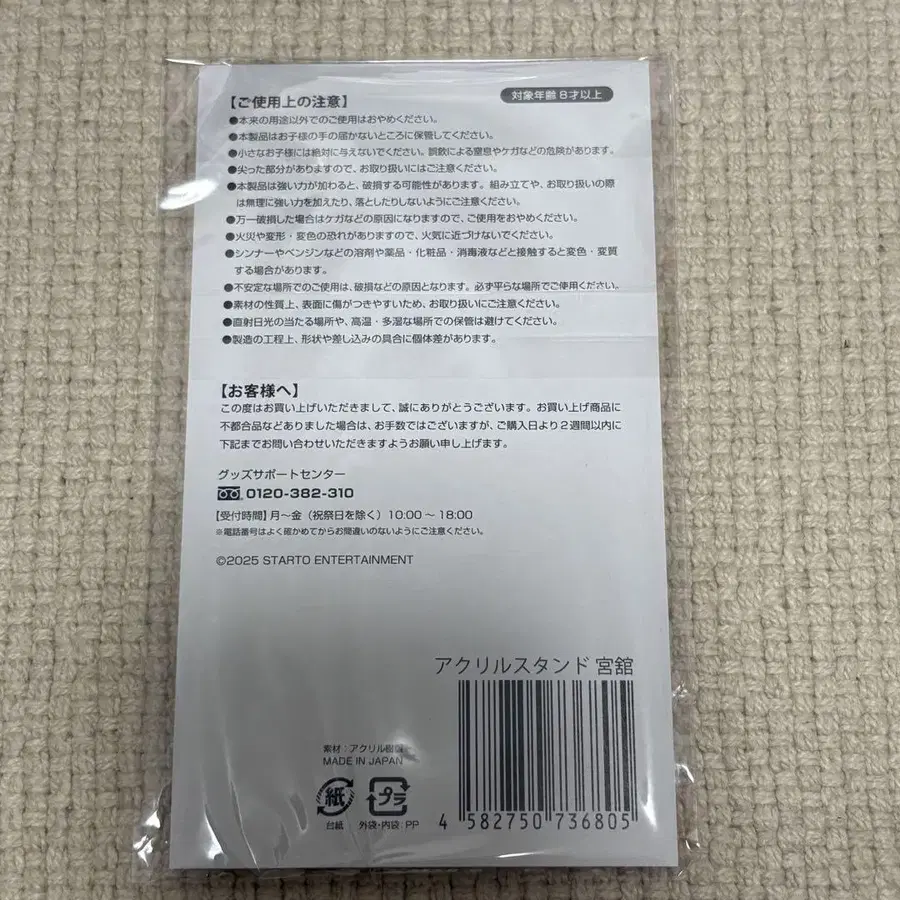 【ご使用上の注意】
対象年齢8才以上
●本来の用途以外でのご使用はおやめください。
●本製品はお子様の手の届かないところに保管してください。
●小さなお子様には絶対に与えないでください。誤飲による窒息やケガなどの危険があります。
●尖った部分がありますので、お取り扱いにはご注意ください。
●本製品は強い力が加わると、破損する可能性があります。組み立てや、お取り扱いの際
は無理に強い力を加えたり、落としたりしないようにご注意ください。
●万一破損した場合はケガなどの原因になりますので、ご使用をおやめください。
●火災や変形・変色の恐れがありますので、火気に近づけないでください。
●シンナーやベンジンなどの溶剤や薬品・化粧品・消毒液などと接触すると変色・変質
する場合があります。
●不安定な場所でのご使用は、破損などの原因となります。必ず平らな場所でご使用ください。
●素材の性質上、表面に傷がつきやすいため、お取り扱いにご注意ください。
●直射日光の当たる場所や、高温・多湿な場所での保管は避けてください。
●製造の工程上、形状や差し込みの具合に個体差があります。
【お客様へ】
この度はお買い上げいただきまして、誠にありがとうございます。お買い上げ商品に
不都合品などありました場合は、お手数ではございますが、ご購入日より2週間以内に
下記までお問い合わせいただきますようお願い申し上げます。
グッズサポートセンター
0120-382-310
【受付時間】月～金（祝祭日を除く）10:00～18:00
※電話番号はよく確かめてからお間違いのないようにご注意ください。
©2025 STARTO ENTERTAINMENT
アクリルスタンド 宮舘
素材：アクリル樹脂
MADE IN JAPAN
紙
プラ
台紙
外袋・内袋：PP
4 582750 736805